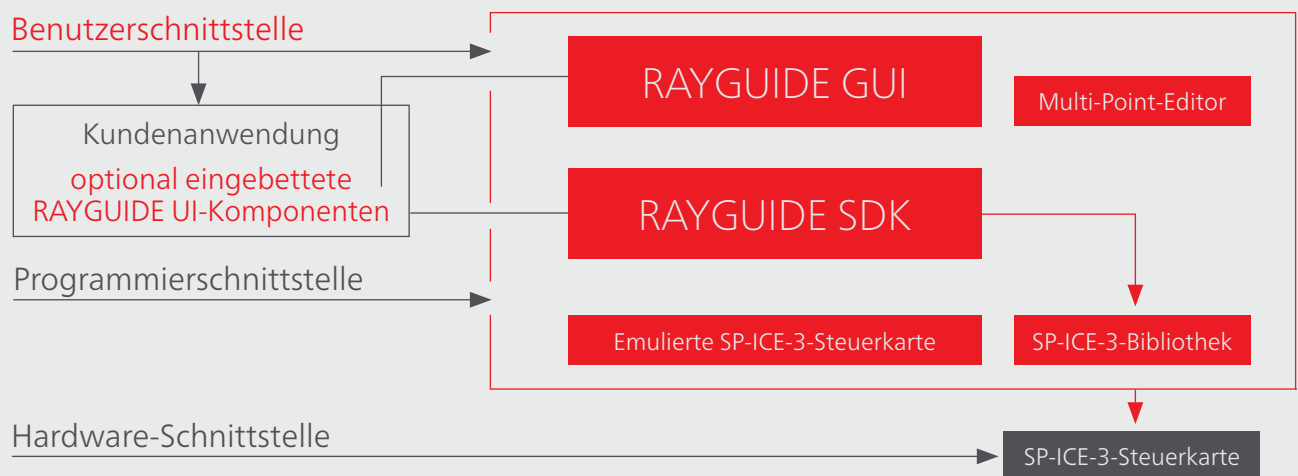 Benutzerschnittstelle
RAYGUIDE GUI
Multi-Point-Editor
Kundenanwendung
optional eingebettete
RAYGUIDE UI-Komponenten
RAYGUIDE SDK
Programmierschnittstelle
Emulierte SP-ICE-3-Steuerkarte
SP-ICE-3-Bibliothek
Hardware-Schnittstelle
SP-ICE-3-Steuerkarte